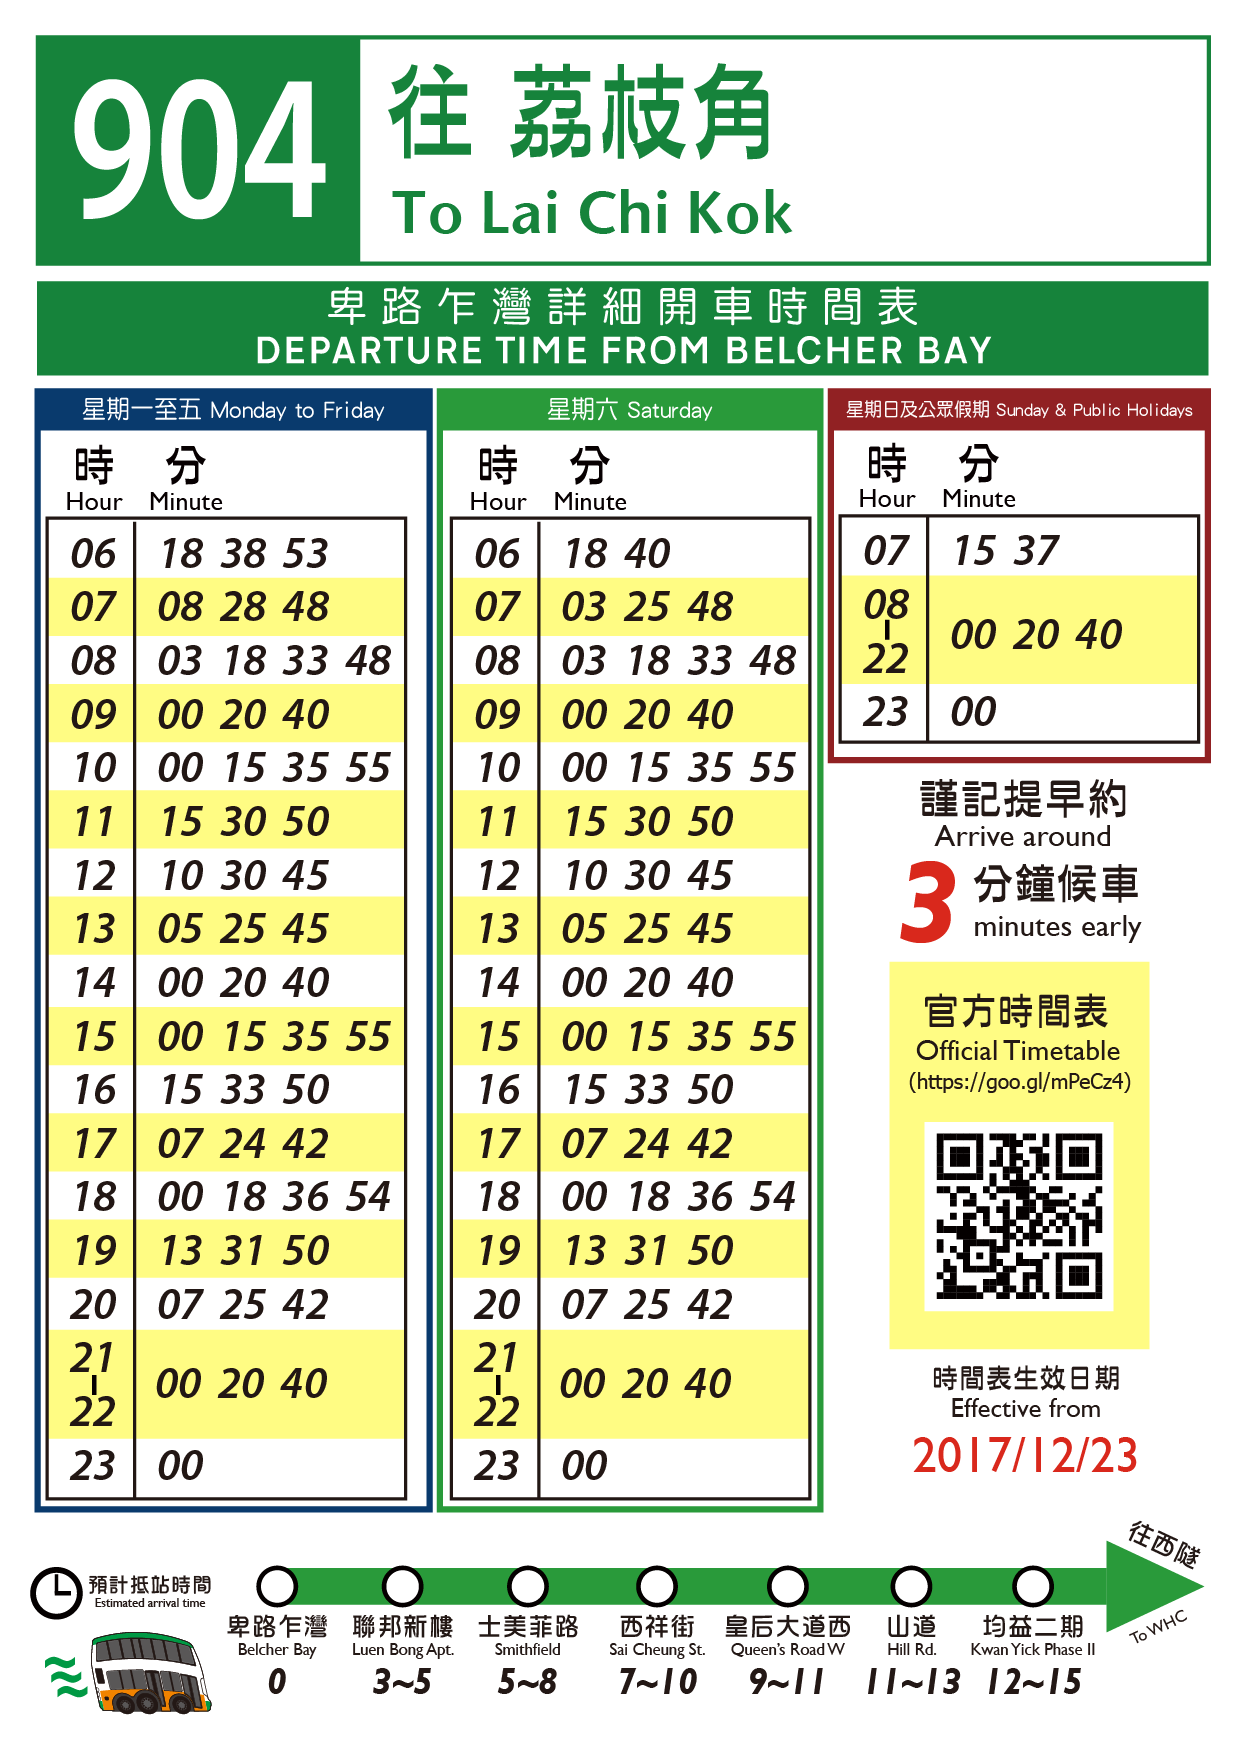 904
往 荔枝角
To Lai Chi Kok
卑路乍灣詳細開車時間表
DEPARTURE TIME FROM BELCHER BAY
星期一至五 Monday to Friday
時 分
Hour Minute
06 18 38 53
07 08 28 48
08 03 18 33 48
09 00 20 40
10 00 15 35 55
11 15 30 50
12 10 30 45
13 05 25 45
14 00 20 40
15 00 15 35 55
16 15 33 50
17 07 24 42
18 00 18 36 54
19 13 31 50
20 07 25 42
21
22
00 20 40
23 00
星期六 Saturday
時 分
Hour Minute
06 18 40
07 03 25 48
08 03 18 33 48
09 00 20 40
10 00 15 35 55
11 15 30 50
12 10 30 45
13 05 25 45
14 00 20 40
15 00 15 35 55
16 15 33 50
17 07 24 42
18 00 18 36 54
19 13 31 50
20 07 25 42
21
22
00 20 40
23 00
星期日及公眾假期 Sunday & Public Holidays
時 分
Hour Minute
07 15 37
08
22
00 20 40
23 00
謹記提早約
Arrive around
3 分鐘候車
minutes early
官方時間表
Official Timetable
(https://goo.gl/mPeCz4)
時間表生效日期
Effective from
2017/12/23
預計抵站時間
Estimated arrival time
卑路乍灣
Belcher Bay
0
聯邦新樓
Luen Bong Apt.
3~5
士美菲路
Smithfield
5~8
西祥街
Sai Cheung St.
7~10
皇后大道西
Queen's Road W
9~11
山道
Hill Rd.
11~13
均益二期
Kwan Yick Phase II
12~15
往西隧
To WHC